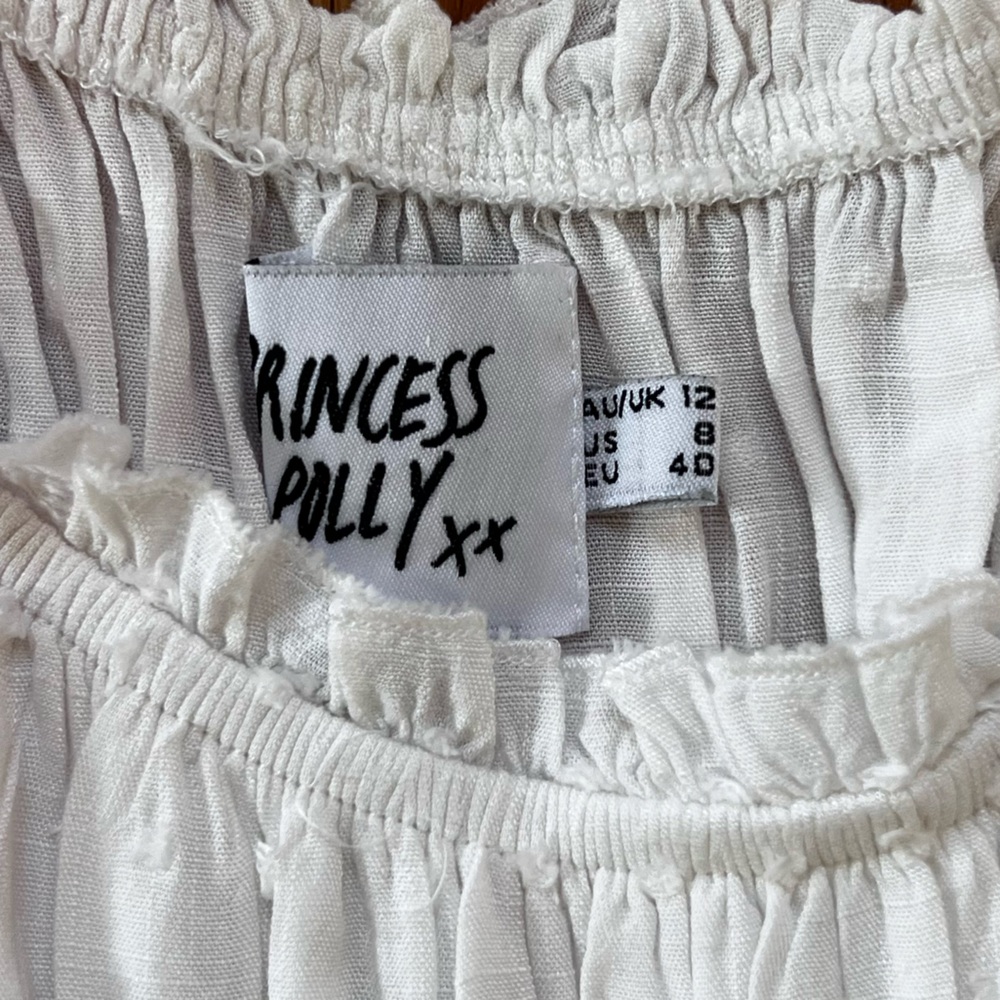 PRINCESS
POLLY xx
AU/UK 12
US 8
EU 40